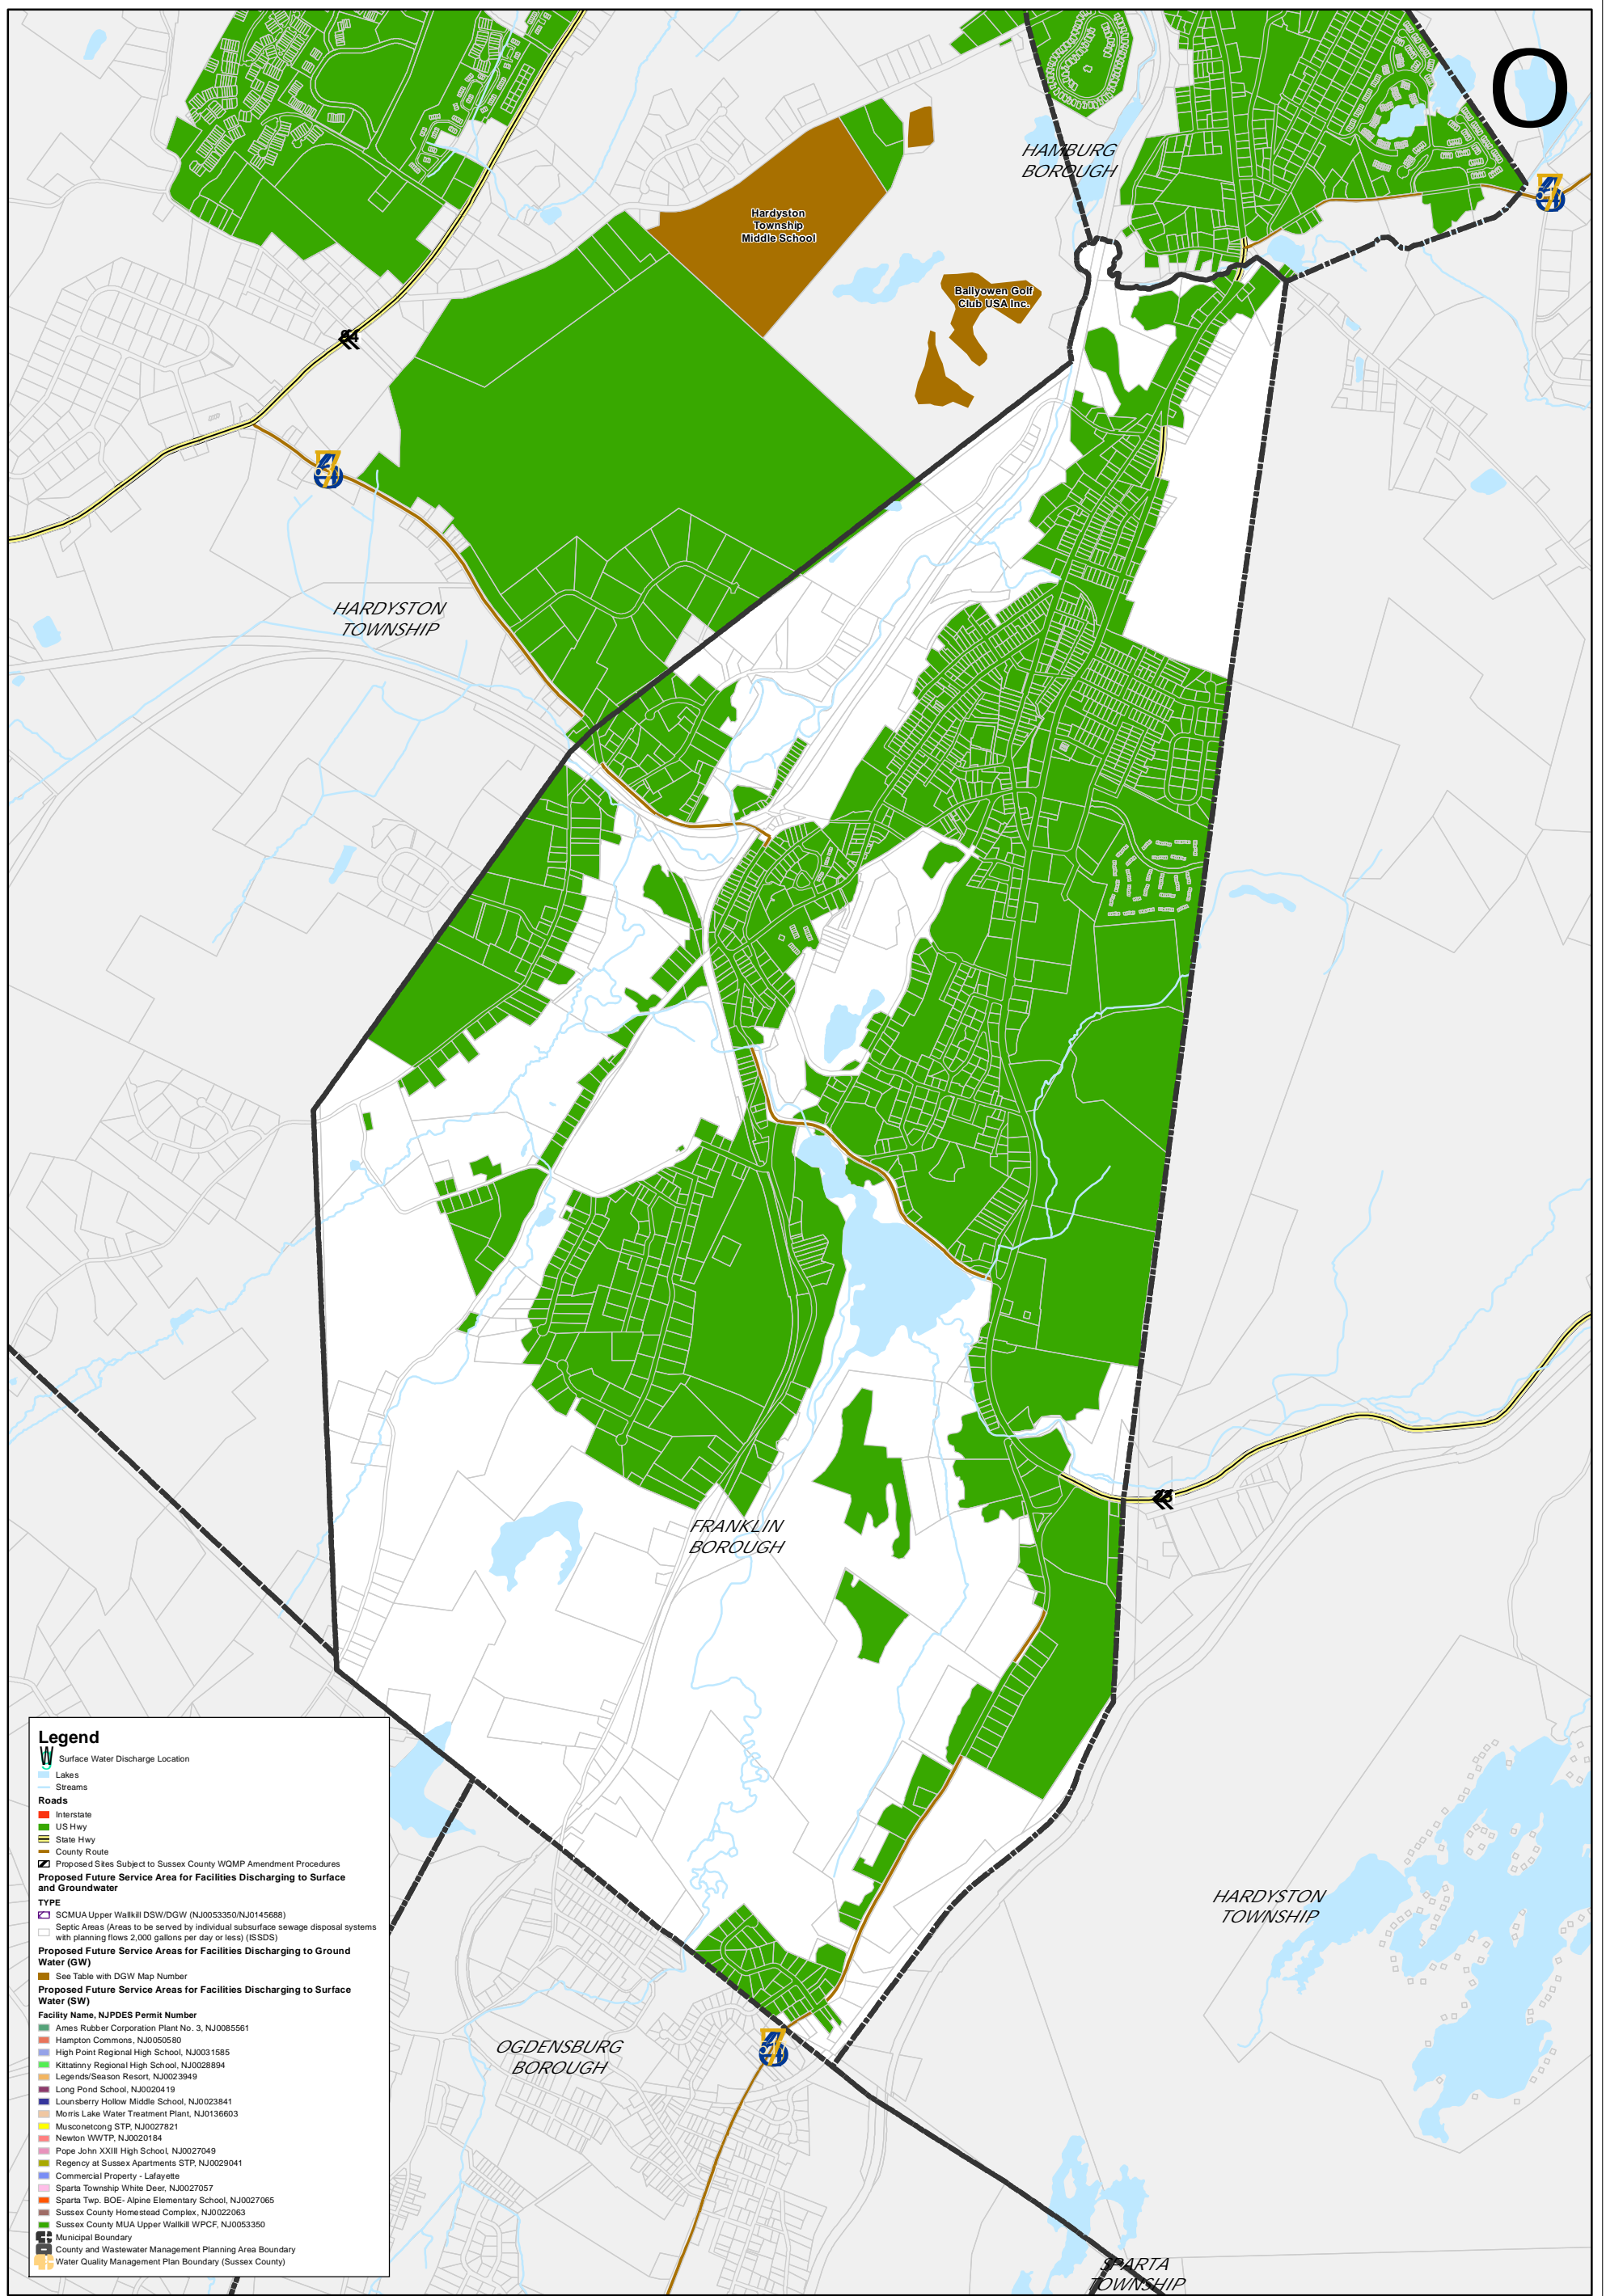 O
HAMBURG
BOROUGH
Hardyston
Township
Middle School
Ballyowen Golf
Club USA Inc.
94
HARDYSTON
TOWNSHIP
FRANKLIN
BOROUGH
23
HARDYSTON
TOWNSHIP
OGDENSBURG
BOROUGH
SPARTA
TOWNSHIP
Legend
Surface Water Discharge Location
Lakes
Streams
Roads
Interstate
US Hwy
State Hwy
County Route
Proposed Sites Subject to Sussex County WQMP Amendment Procedures
Proposed Future Service Area for Facilities Discharging to Surface
and Groundwater
TYPE
SCMUA Upper Wallkill DSW/DGW (NJ0053350/NJ0145688)
Septic Areas (Areas to be served by individual subsurface sewage disposal systems
with planning flows 2,000 gallons per day or less) (ISSDS)
Proposed Future Service Areas for Facilities Discharging to Ground
Water (GW)
See Table with DGW Map Number
Proposed Future Service Areas for Facilities Discharging to Surface
Water (SW)
Facility Name, NJPDES Permit Number
Ames Rubber Corporation Plant No. 3, NJ0085561
Hampton Commons, NJ0050580
High Point Regional High School, NJ0031585
Kittatinny Regional High School, NJ0028894
Legends/Season Resort, NJ0023949
Long Pond School, NJ0020419
Lounsberry Hollow Middle School, NJ0023841
Morris Lake Water Treatment Plant, NJ0136603
Musconetcong STP, NJ0027821
Newton WWTP, NJ0020184
Pope John XXIII High School, NJ0027049
Regency at Sussex Apartments STP, NJ0029041
Commercial Property - Lafayette
Sparta Township White Deer, NJ0027057
Sparta Twp. BOE- Alpine Elementary School, NJ0027065
Sussex County Homestead Complex, NJ0022063
Sussex County MUA Upper Wallkill WPCF, NJ0053350
Municipal Boundary
County and Wastewater Management Planning Area Boundary
Water Quality Management Plan Boundary (Sussex County)